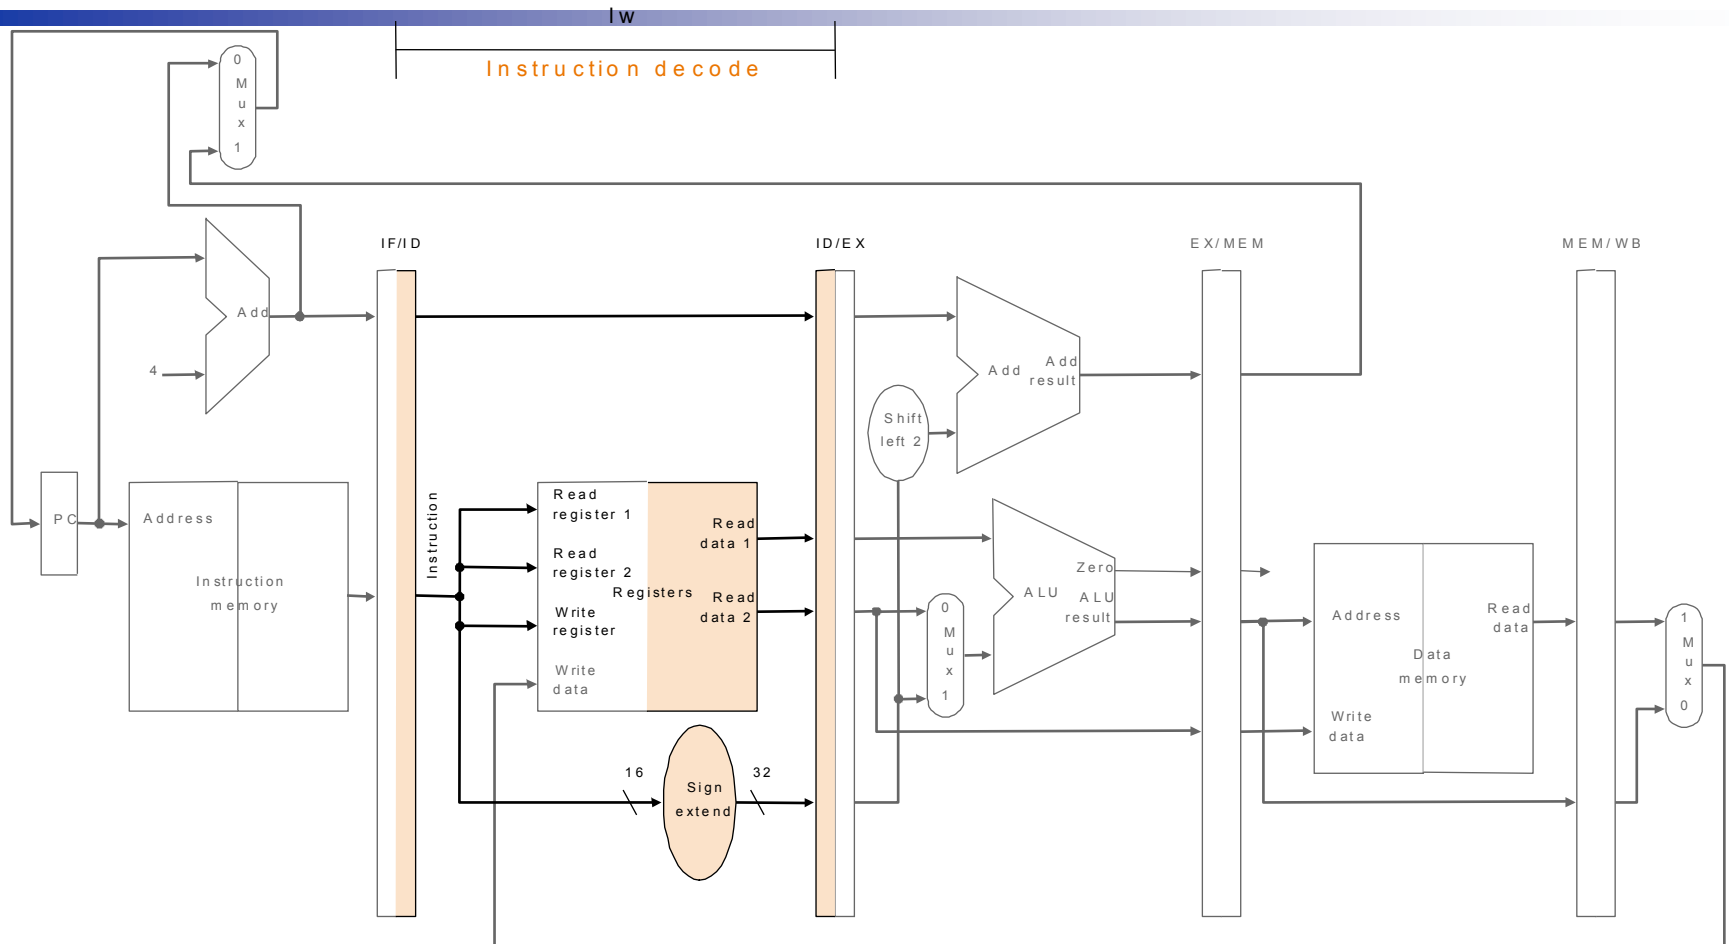 lw
Instruction decode
0
M
u
x
1
IF/ID
ID/EX
EX/MEM
MEM/WB
Add
4
Add
Add
result
Shift
left 2
PC
Address
Instruction
memory
Instruction
Read
register 1
Read
register 2
Write
register
Write
data
Registers
Read
data 1
Read
data 2
16
Sign
extend
32
0
M
u
x
1
ALU
Zero
ALU
result
Address
Read
data
Data
memory
Write
data
1
M
u
x
0